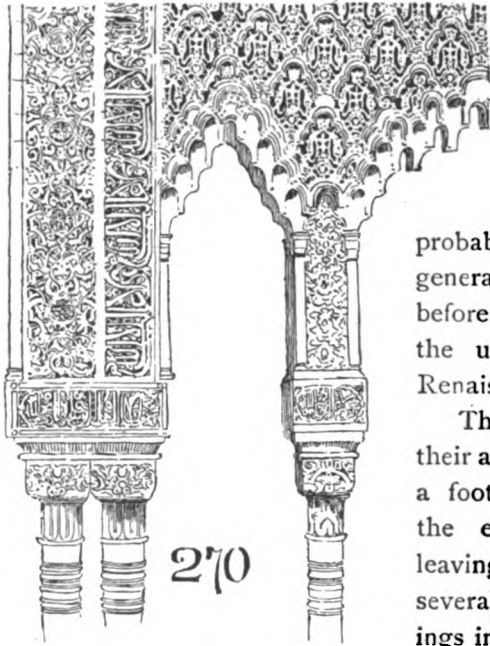 probab
genera
before
the u
Renais
Th
their a
a foot
the e
leaving
severa
ings in
270